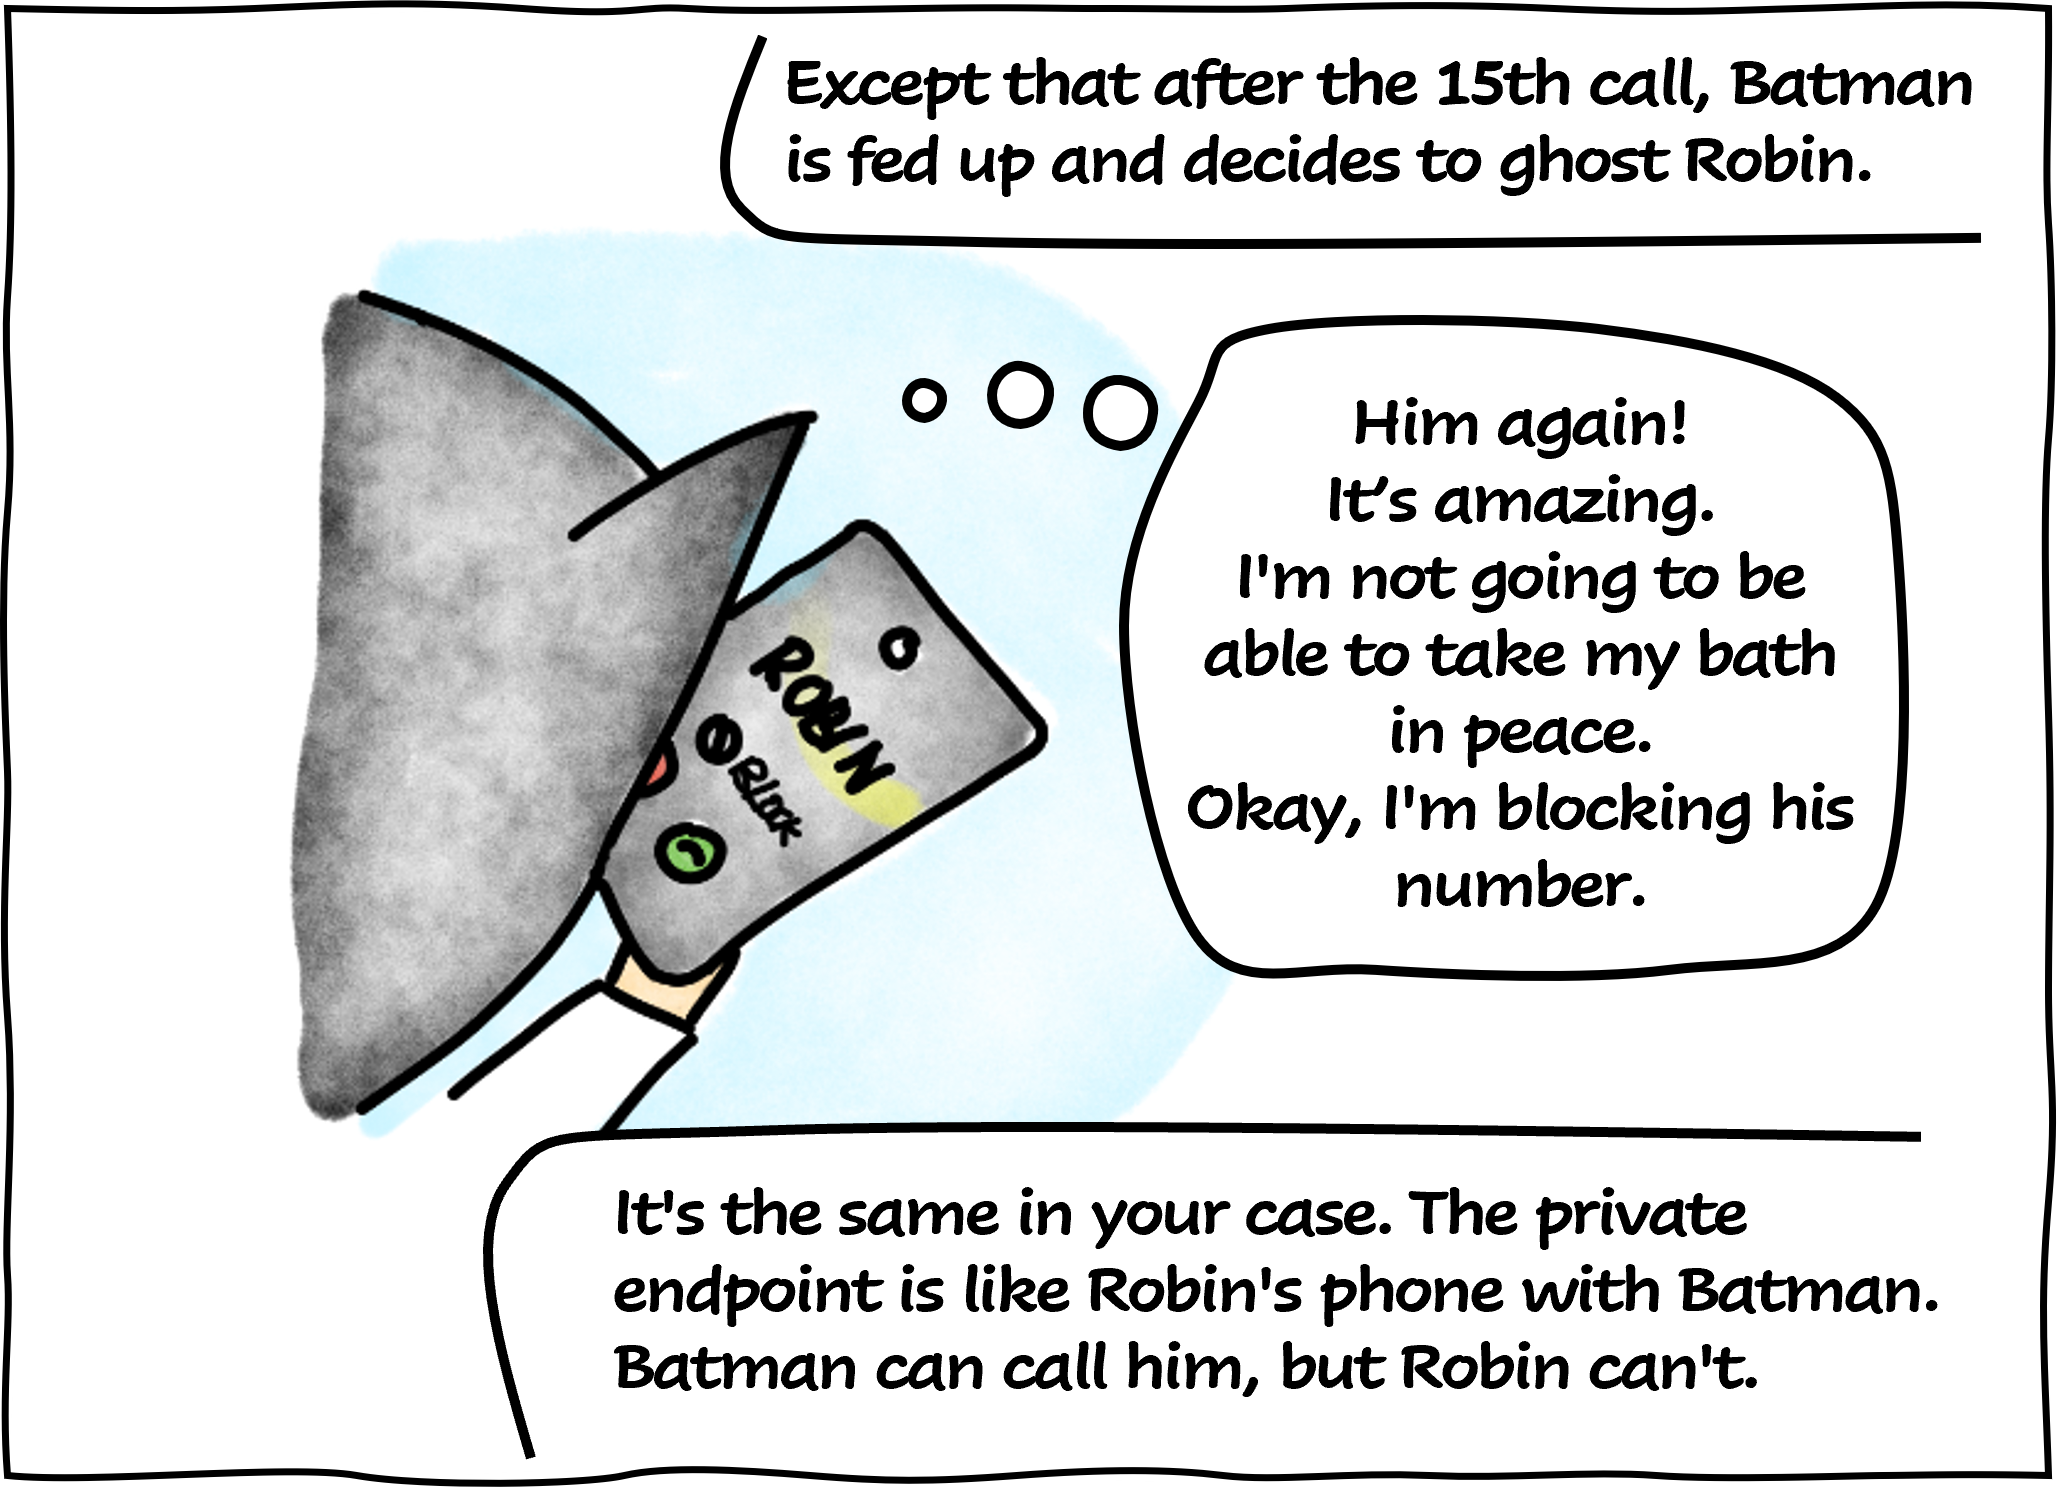 Except that after the 15th call, Batman
is fed up and decides to ghost Robin.
Him again!
It’s amazing.
I'm not going to be
able to take my bath
in peace.
Okay, I'm blocking his
number.
ROBIN
BLOCK
It's the same in your case. The private
endpoint is like Robin's phone with Batman.
Batman can call him, but Robin can't.